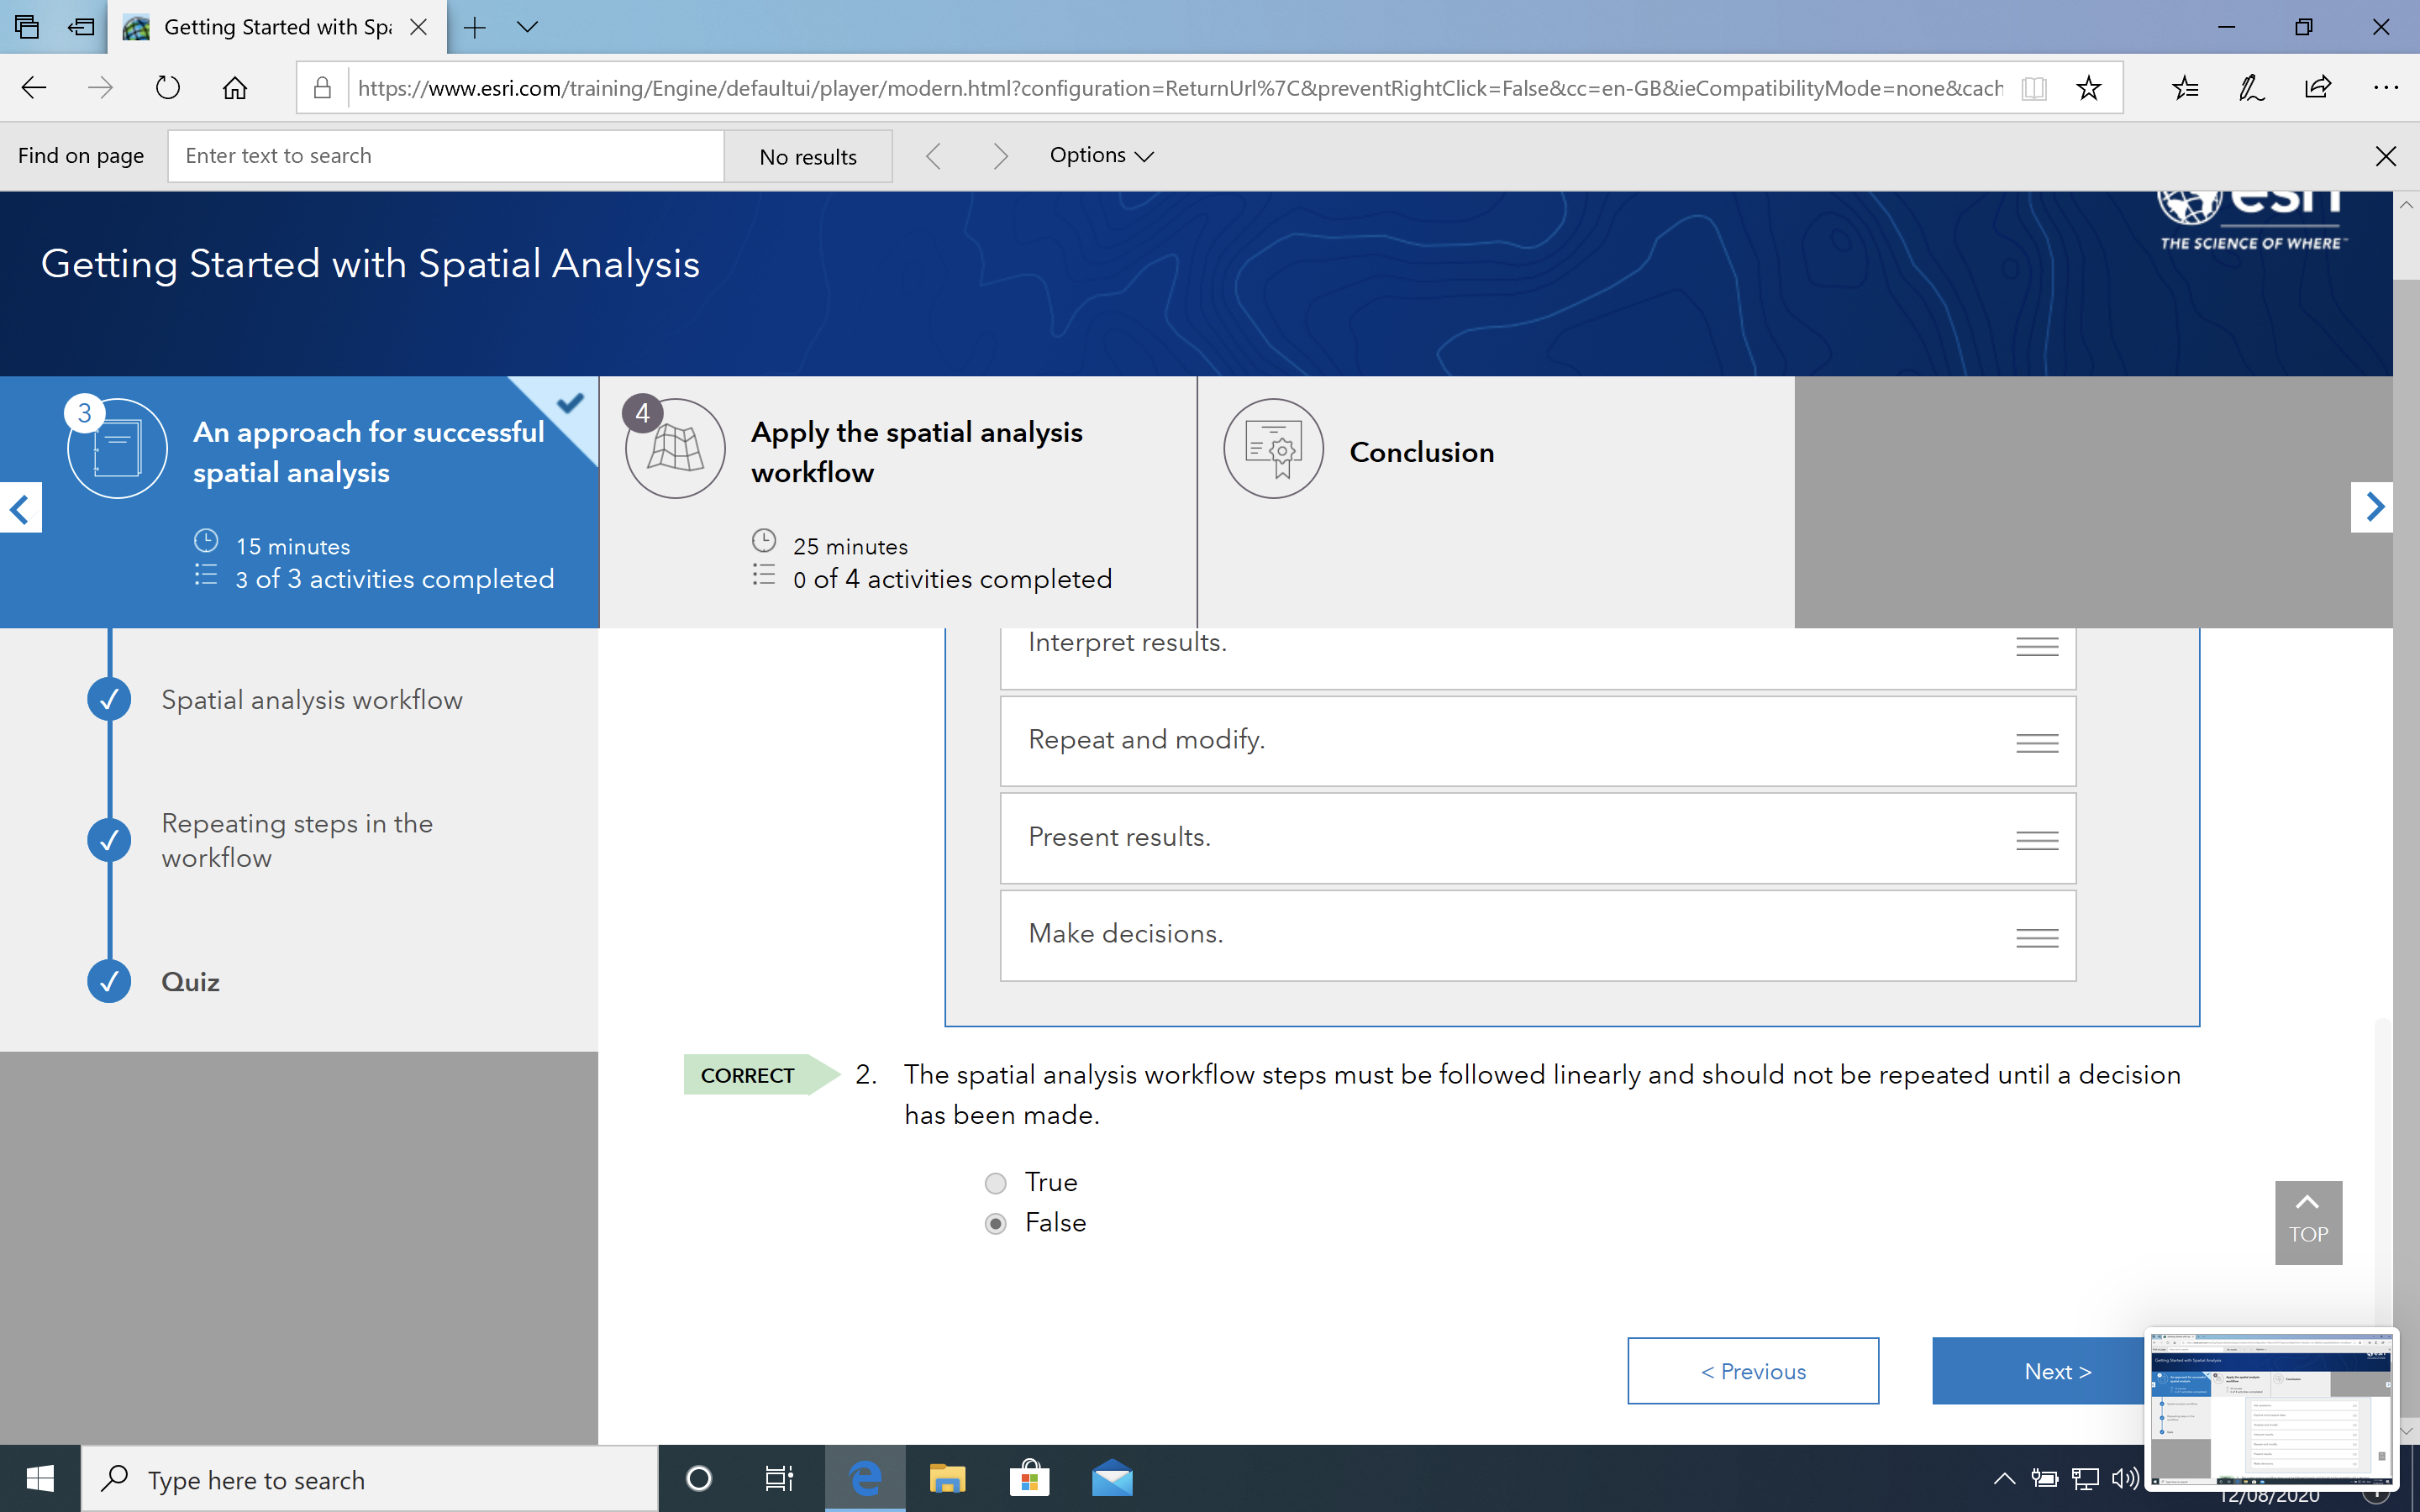 Getting Started with Spa
https://www.esri.com/training/Engine/defaultui/player/modern.html?configuration=ReturnUrl%7C&preventRightClick=False&cc=en-GB&ieCompatibilityMode=none&cach
Find on page
Enter text to search
No results
Options
esri
THE SCIENCE OF WHERE
Getting Started with Spatial Analysis
3
An approach for successful
spatial analysis
15 minutes
3 of 3 activities completed
4
Apply the spatial analysis
workflow
25 minutes
0 of 4 activities completed
Conclusion
Spatial analysis workflow
Repeating steps in the
workflow
Quiz
Interpret results.
Repeat and modify.
Present results.
Make decisions.
CORRECT
2. The spatial analysis workflow steps must be followed linearly and should not be repeated until a decision
has been made.
True
False
TOP
< Previous
Next >
Type here to search
12/08/2020